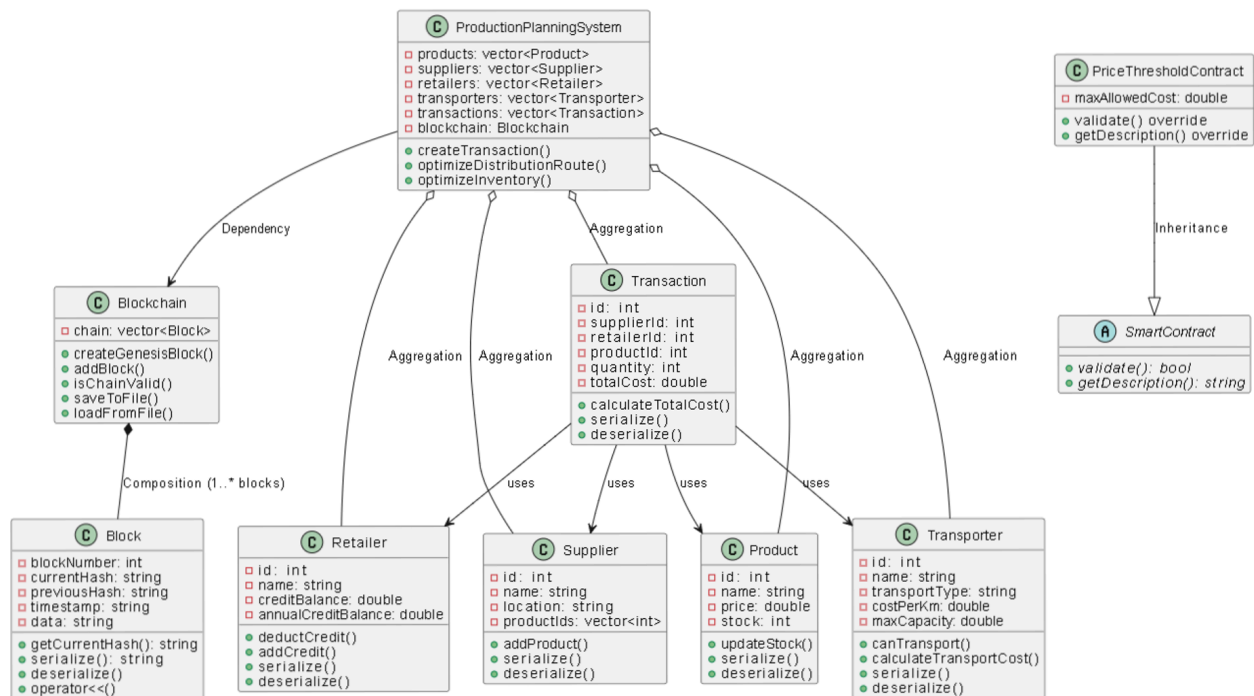 C ProductionPlanningSystem
products: vector<Product>
suppliers: vector<Supplier>
retailers: vector<Retailer>
transporters: vector<Transporter>
transactions: vector<Transaction>
blockchain: Blockchain
createTransaction()
optimizeDistributionRoute()
optimizeInventory()
C PriceThresholdContract
maxAllowedCost: double
validate() override
getDescription() override
Dependency
Aggregation
Inheritance
C Blockchain
chain: vector<Block>
createGenesisBlock()
addBlock()
isChainValid()
saveToFile()
loadFromFile()
Aggregation
Aggregation
C Transaction
id: int
supplierId: int
retailerId: int
productId: int
quantity: int
totalCost: double
calculateTotalCost()
serialize()
deserialize()
Aggregation
Aggregation
A SmartContract
validate(): bool
getDescription(): string
Composition (1..* blocks)
uses
uses
uses
uses
C Block
blockNumber: int
currentHash: string
previousHash: string
timestamp: string
data: string
getCurrentHash(): string
serialize(): string
deserialize()
operator<<()
C Retailer
id: int
name: string
creditBalance: double
annualCreditBalance: double
deductCredit()
addCredit()
serialize()
deserialize()
C Supplier
id: int
name: string
location: string
productIds: vector<int>
addProduct()
serialize()
deserialize()
C Product
id: int
name: string
price: double
stock: int
updateStock()
serialize()
deserialize()
C Transporter
id: int
name: string
transportType: string
costPerKm: double
maxCapacity: double
canTransport()
calculateTransportCost()
serialize()
deserialize()